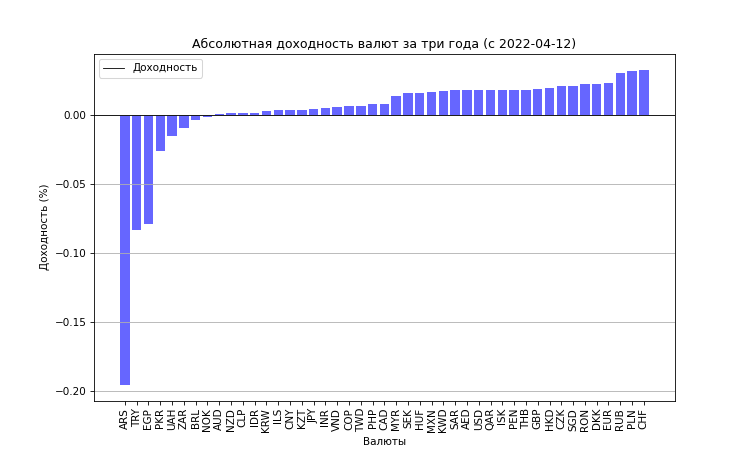 Абсолютная доходность валют за три года (с 2022-04-12)
Доходность
0.00
−0.05
−0.10
−0.15
−0.20
Доходность (%)
ARS TRY EGP PKR UAH ZAR BRL NOK AUD NZD CLP IDR KRW ILS CNY KZT JPY INR VND COP TWD PHP CAD MYR SEK HUF MXN KWD SAR AED USD QAR ISK PEN THB GBP HKD CZK SGD RON DKK EUR RUB PLN CHF
Валюты